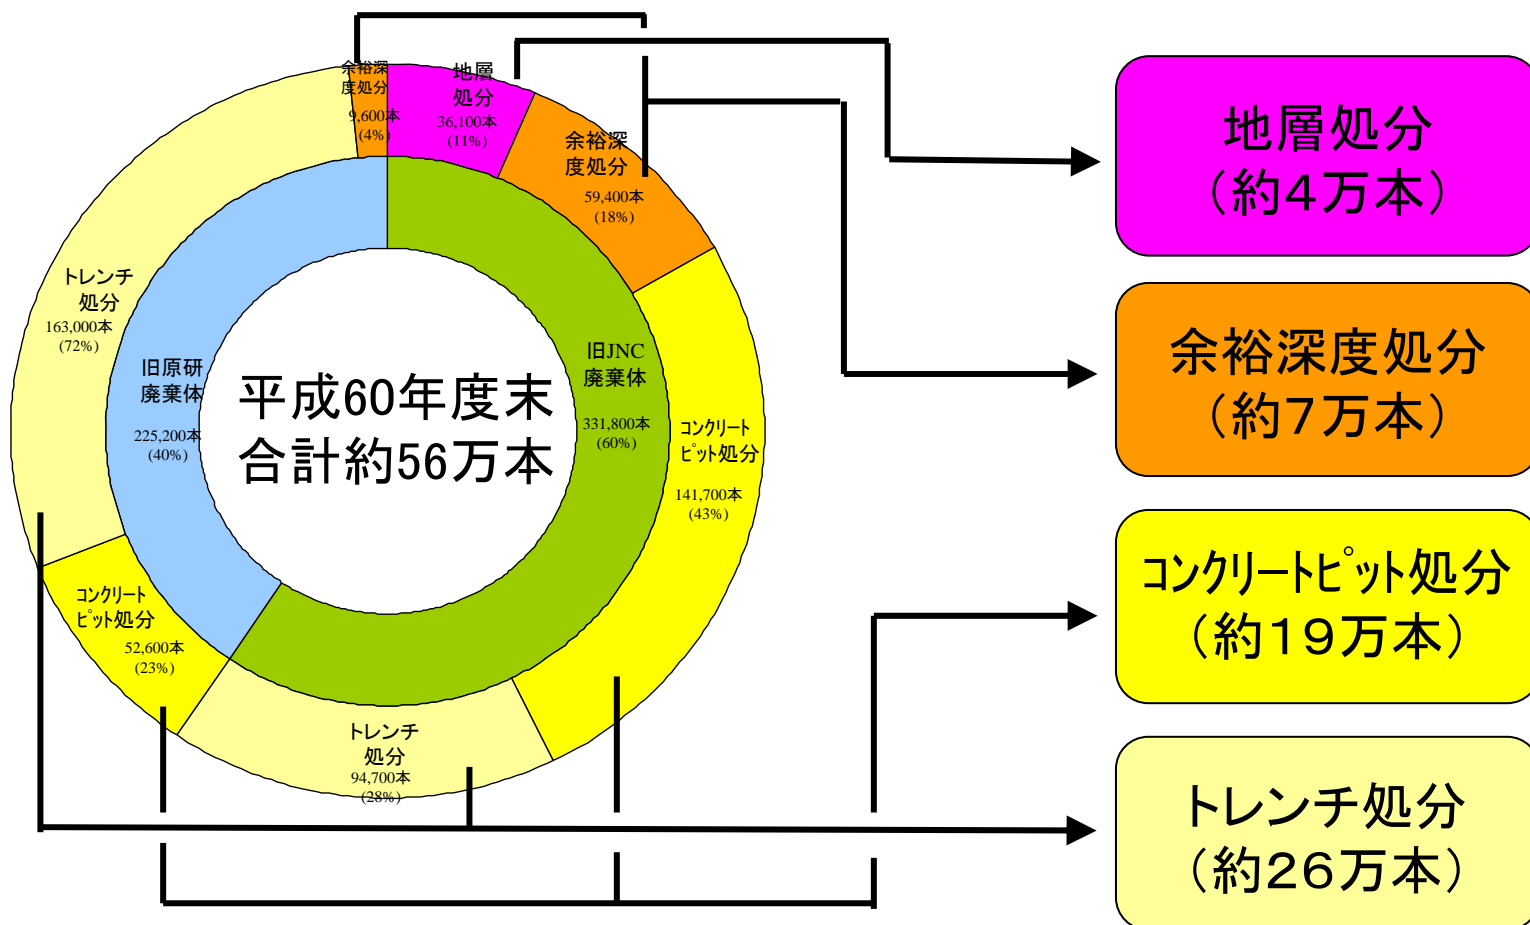 余裕深
度処分
9,600本
(4%)
地層
処分
36,100本
(11%)
余裕深
度処分
59,400本
(18%)
トレンチ
処分
163,000本
(72%)
旧原研
廃棄体
225,200本
(40%)
平成60年度末
合計約56万本
旧JNC
廃棄体
331,800本
(60%)
コンクリート
ピット処分
141,700本
(43%)
コンクリート
ピット処分
52,600本
(23%)
トレンチ
処分
94,700本
(28%)
地層処分
（約4万本）
余裕深度処分
（約7万本）
コンクリートピット処分
（約19万本）
トレンチ処分
（約26万本）